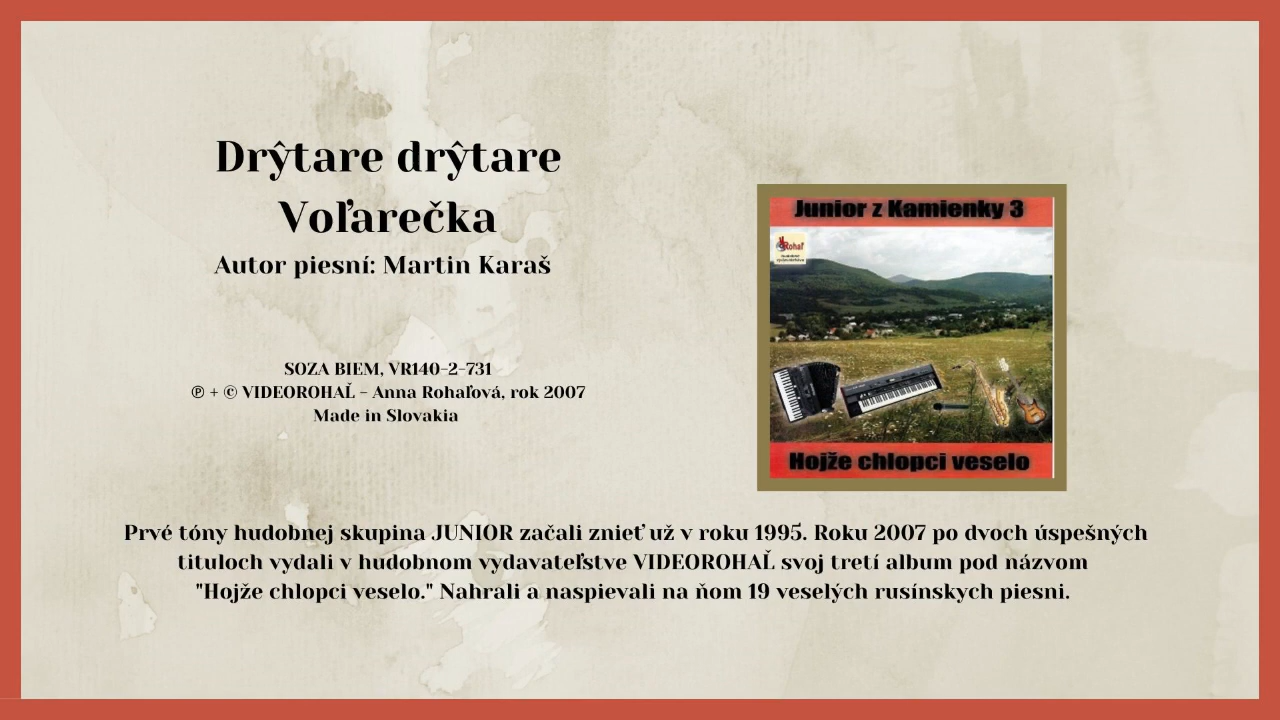 Drŷtare drŷtare
Voľarečka
Autor piesní: Martin Karaš
SOZA BIEM, VR140-2-731
℗ + © VIDEOROHAĽ - Anna Rohaľová, rok 2007
Made in Slovakia
Junior z Kamienky 3
Rohaľ
Hojže chlopci veselo
Prvé tóny hudobnej skupina JUNIOR začali znieť už v roku 1995. Roku 2007 po dvoch úspešných
tituloch vydali v hudobnom vydavateľstve VIDEOROHAĽ svoj tretí album pod názvom
"Hojže chlopci veselo." Nahrali a naspievali na ňom 19 veselých rusínskych piesni.